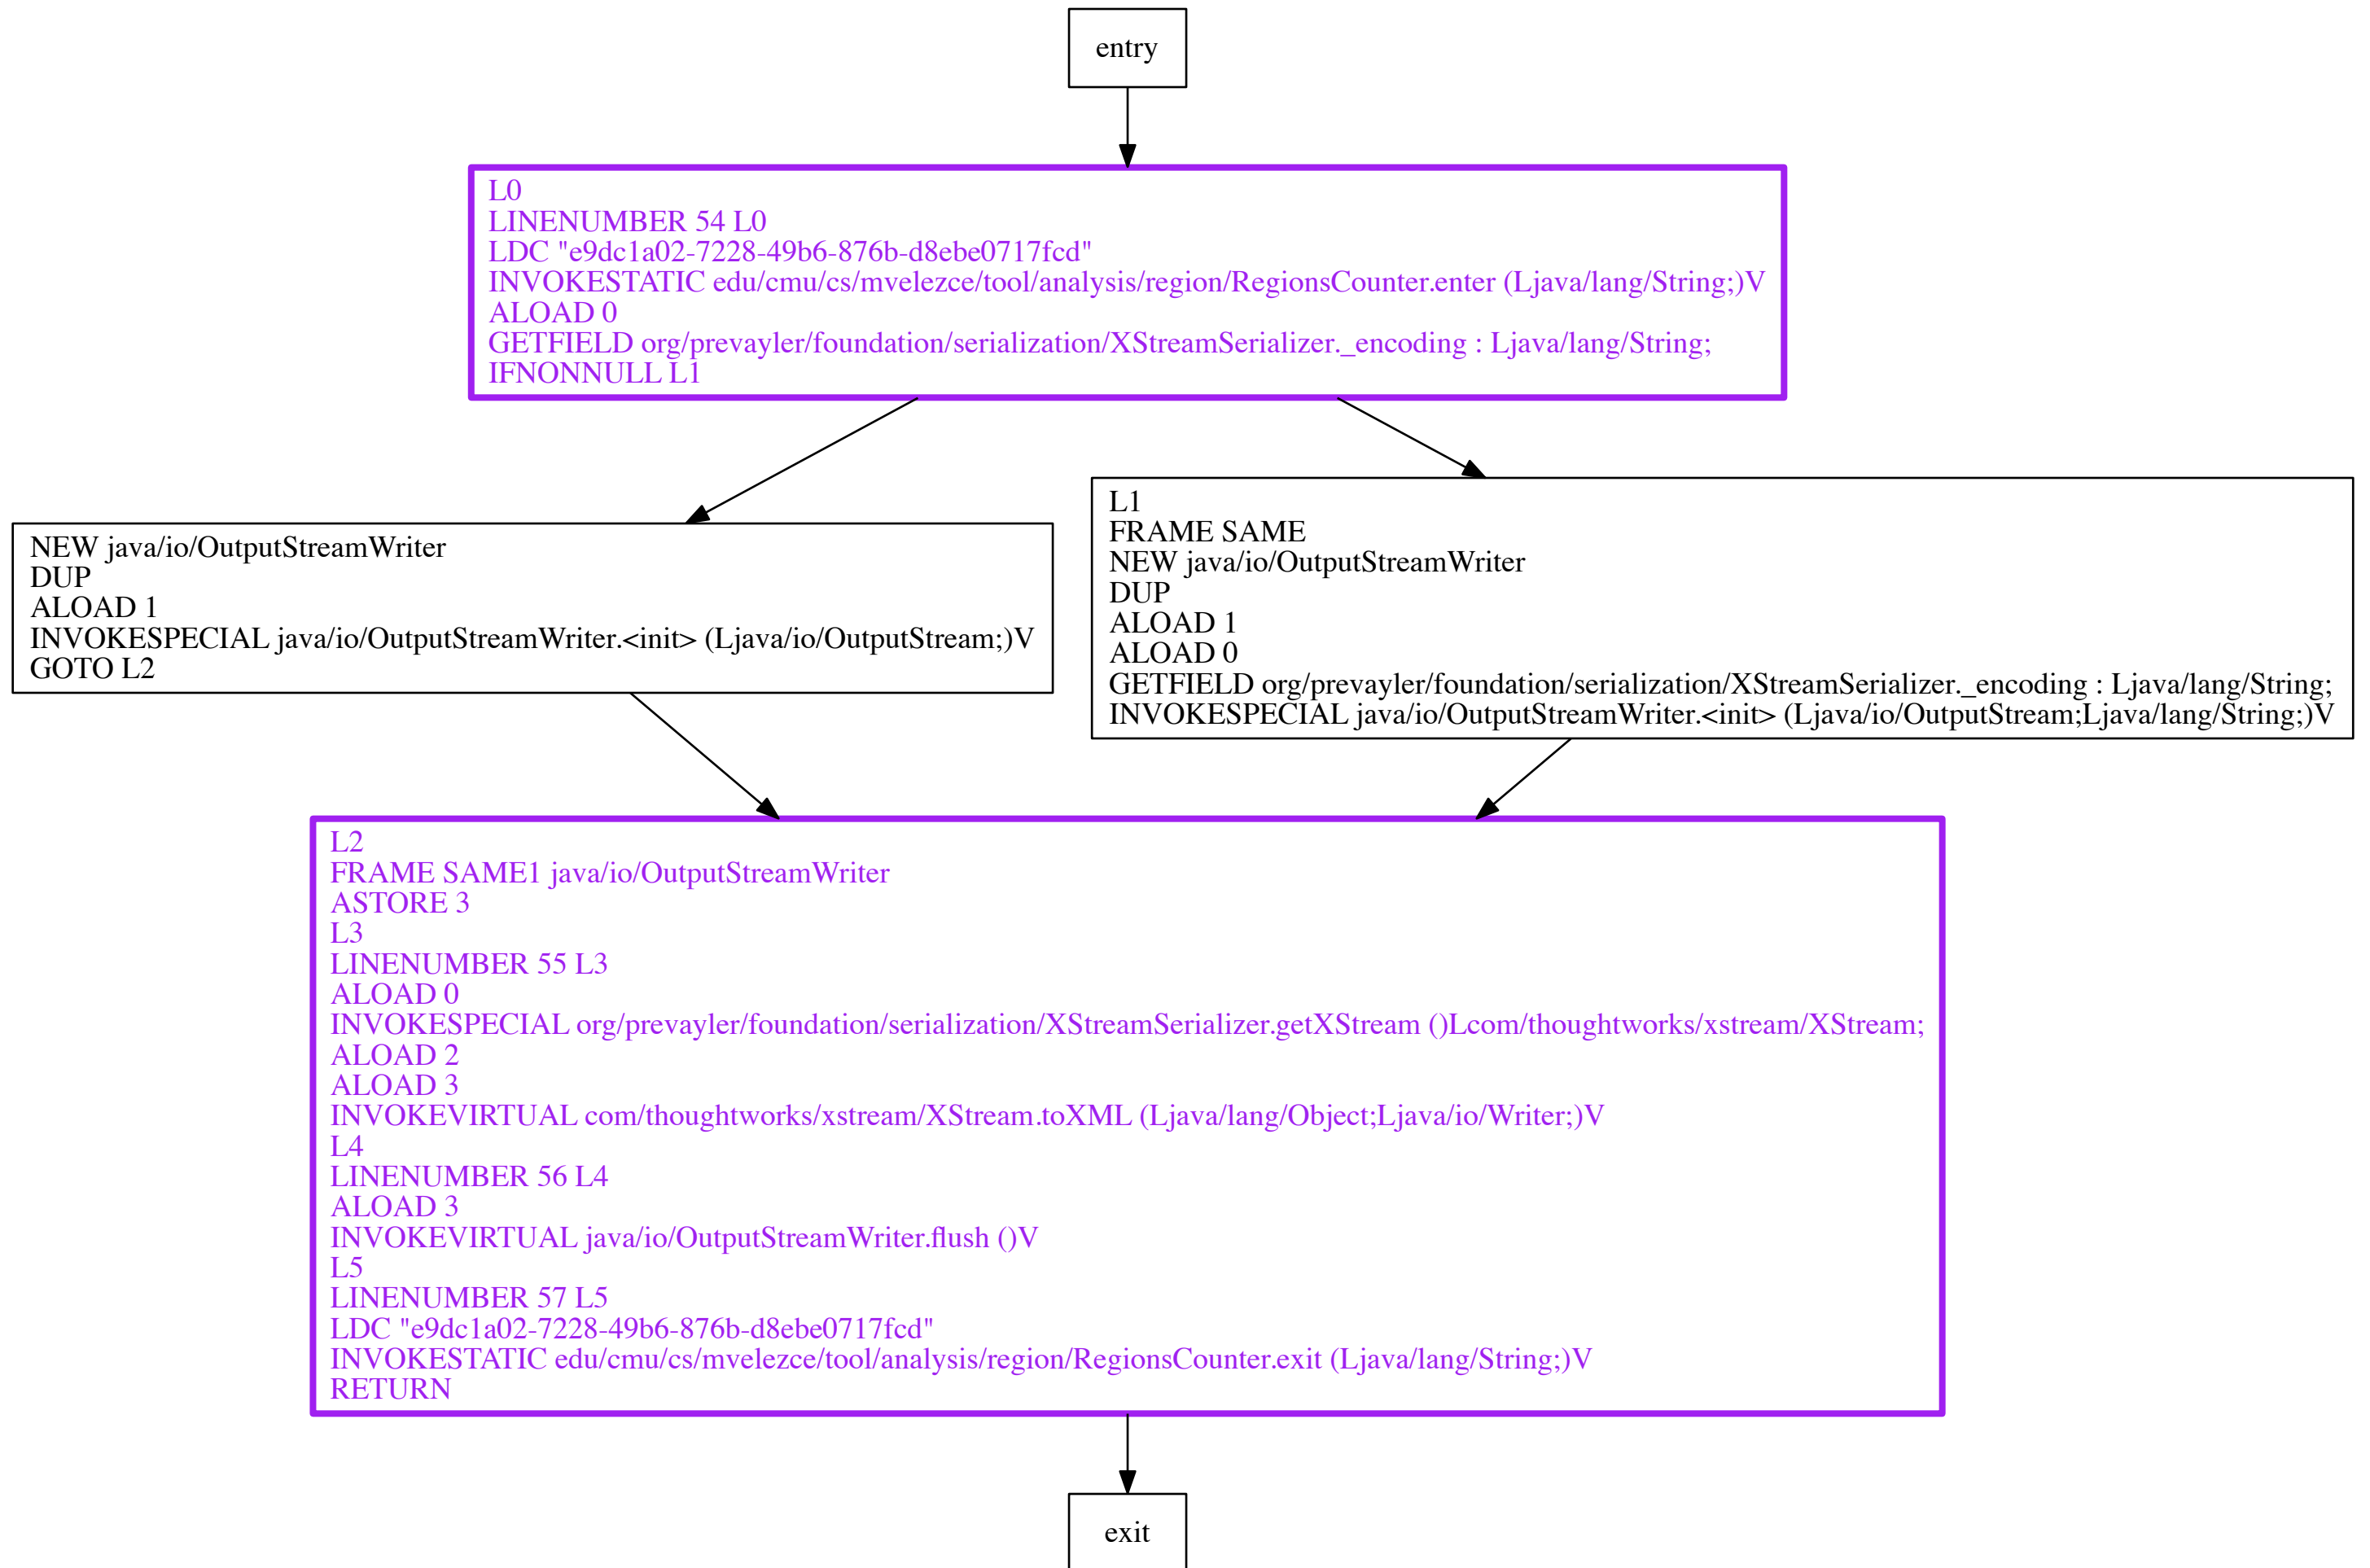 entry
L0
LINENUMBER 54 L0
LDC "e9dc1a02-7228-49b6-876b-d8ebe0717fcd"
INVOKESTATIC edu/cmu/cs/mvelezce/tool/analysis/region/RegionsCounter.enter (Ljava/lang/String;)V
ALOAD 0
GETFIELD org/prevayler/foundation/serialization/XStreamSerializer._encoding : Ljava/lang/String;
IFNONNULL L1
NEW java/io/OutputStreamWriter
DUP
ALOAD 1
INVOKESPECIAL java/io/OutputStreamWriter.<init> (Ljava/io/OutputStream;)V
GOTO L2
L1
FRAME SAME
NEW java/io/OutputStreamWriter
DUP
ALOAD 1
ALOAD 0
GETFIELD org/prevayler/foundation/serialization/XStreamSerializer._encoding : Ljava/lang/String;
INVOKESPECIAL java/io/OutputStreamWriter.<init> (Ljava/io/OutputStream;Ljava/lang/String;)V
L2
FRAME SAME1 java/io/OutputStreamWriter
ASTORE 3
L3
LINENUMBER 55 L3
ALOAD 0
INVOKESPECIAL org/prevayler/foundation/serialization/XStreamSerializer.getXStream ()Lcom/thoughtworks/xstream/XStream;
ALOAD 2
ALOAD 3
INVOKEVIRTUAL com/thoughtworks/xstream/XStream.toXML (Ljava/lang/Object;Ljava/io/Writer;)V
L4
LINENUMBER 56 L4
ALOAD 3
INVOKEVIRTUAL java/io/OutputStreamWriter.flush ()V
L5
LINENUMBER 57 L5
LDC "e9dc1a02-7228-49b6-876b-d8ebe0717fcd"
INVOKESTATIC edu/cmu/cs/mvelezce/tool/analysis/region/RegionsCounter.exit (Ljava/lang/String;)V
RETURN
exit